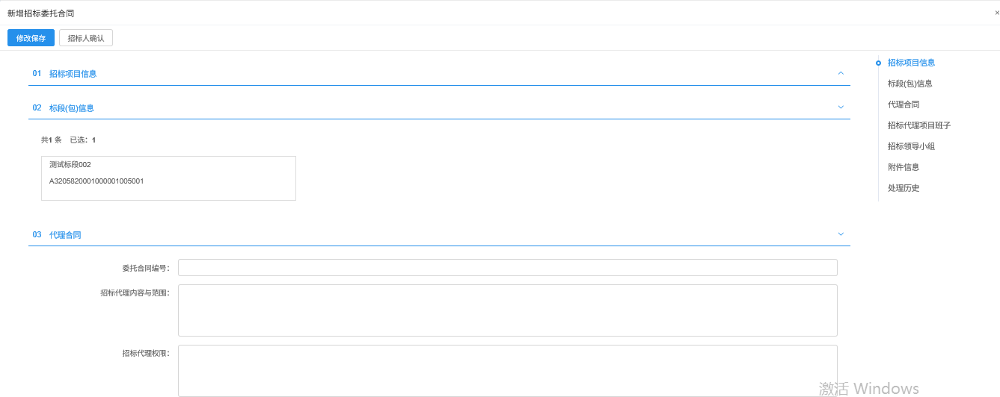 新增招标委托合同
×
修改保存 招标人确认
01 招标项目信息
02 标段(包)信息
共1 条 已选：1
测试标段002
A3205820001000001005001
03 代理合同
委托合同编号：
招标代理内容与范围：
招标代理权限：
招标项目信息
标段(包)信息
代理合同
招标代理项目班子
招标领导小组
附件信息
处理历史
激活 Windows